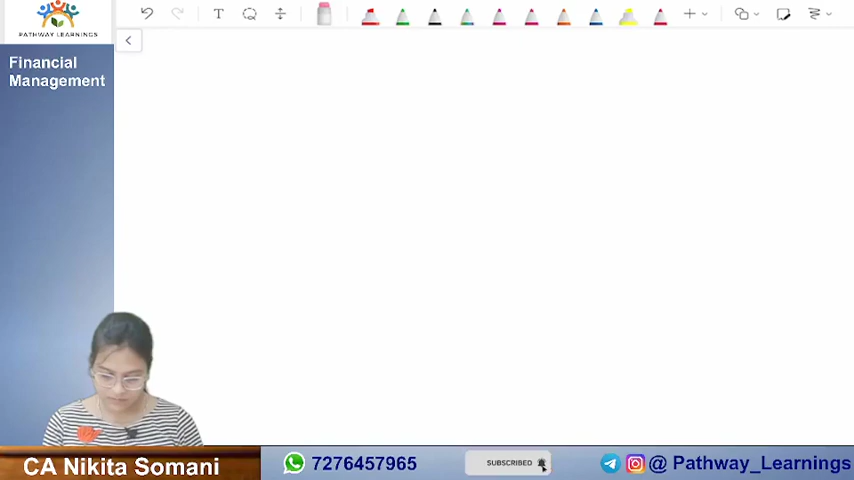 PATHWAY LEARNINGS
Financial
Management
CA Nikita Somani
7276457965
SUBSCRIBED
@ Pathway_Learnings